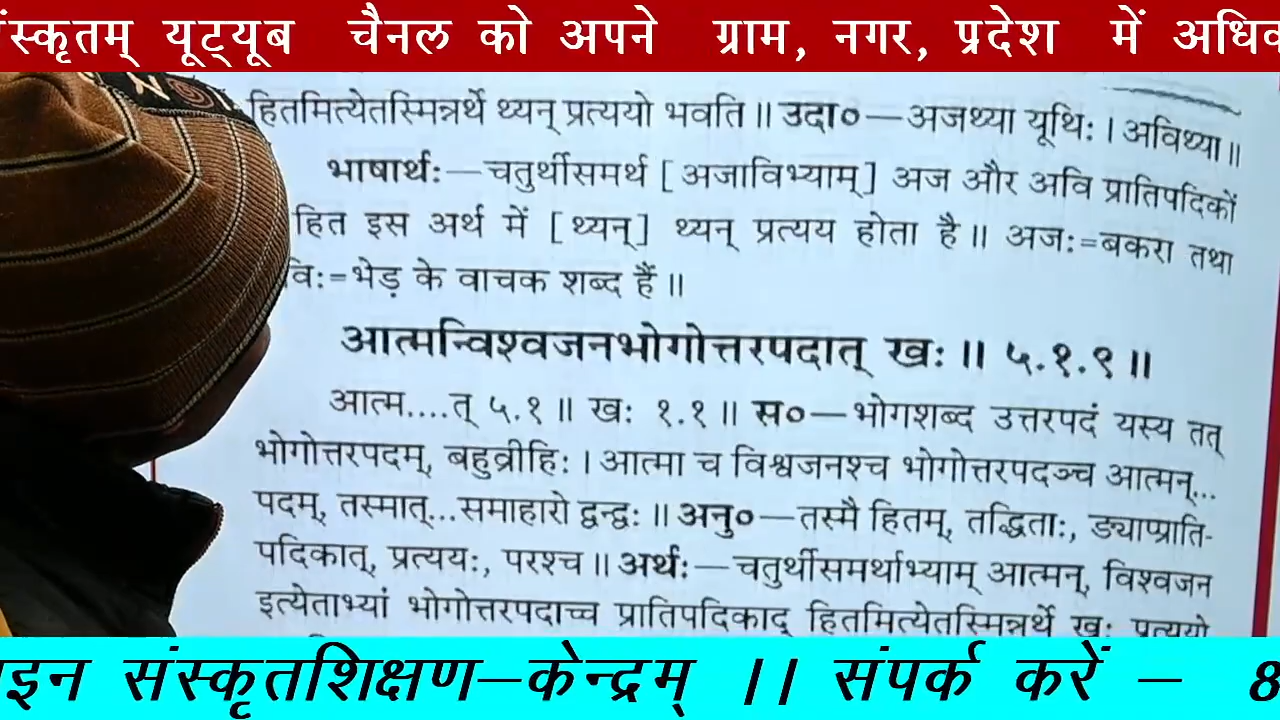 संस्कृतम् यूट्यूब चैनल को अपने ग्राम, नगर, प्रदेश में
हितमित्येतस्मिन्नर्थे थ्यन् प्रत्ययो भवति ॥ उदा०—अजथ्या यूथिः । अविथ्या ॥
भाषार्थः—चतुर्थीसमर्थ [अजाविभ्याम्] अज और अवि प्रातिपदिकों
हित इस अर्थ में [थ्यन्] थ्यन् प्रत्यय होता है ॥ अजः=बकरा तथा
विः=भेड़ के वाचक शब्द हैं ॥
आत्मन्विश्वजनभोगोत्तरपदात् खः ॥ ५.१.९ ॥
आत्म....त् ५.१ ॥ खः १.१ ॥ स०—भोगशब्द उत्तरपदं यस्य तत्
भोगोत्तरपदम्, बहुव्रीहिः । आत्मा च विश्वजनश्च भोगोत्तरपदञ्च आत्मन्...
पदम्, तस्मात्...समाहारो द्वन्द्वः ॥ अनु०—तस्मै हितम्, तद्धिताः, ङ्याप्प्राति-
पदिकात्, प्रत्ययः, परश्च ॥ अर्थः—चतुर्थीसमर्थाभ्याम् आत्मन्, विश्वजन
इत्येताभ्यां भोगोत्तरपदाच्च प्रातिपदिकाद् हितमित्येतस्मिन्नर्थे खः प्रत्ययो
संस्कृतशिक्षण–केन्द्रम् || संपर्क करें – 8